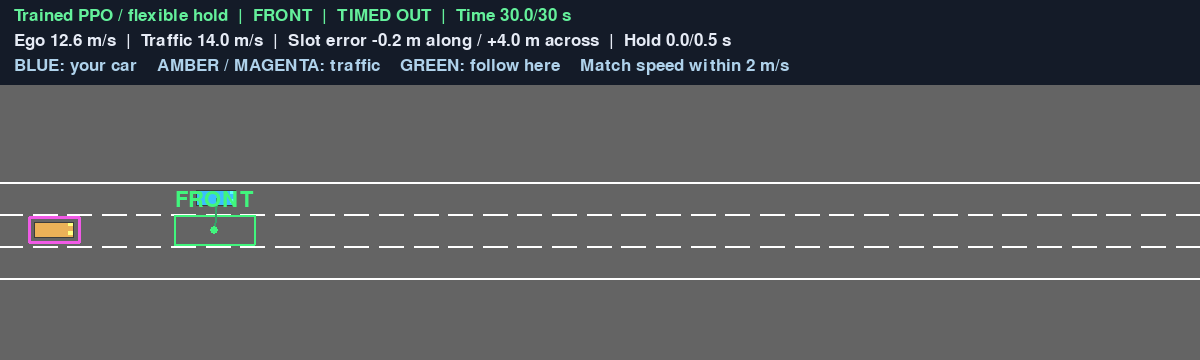 Trained PPO / flexible hold | FRONT | TIMED OUT | Time 30.0/30 s
Ego 12.6 m/s | Traffic 14.0 m/s | Slot error -0.2 m along / +4.0 m across | Hold 0.0/0.5 s
BLUE: your car AMBER / MAGENTA: traffic GREEN: follow here Match speed within 2 m/s
FRONT